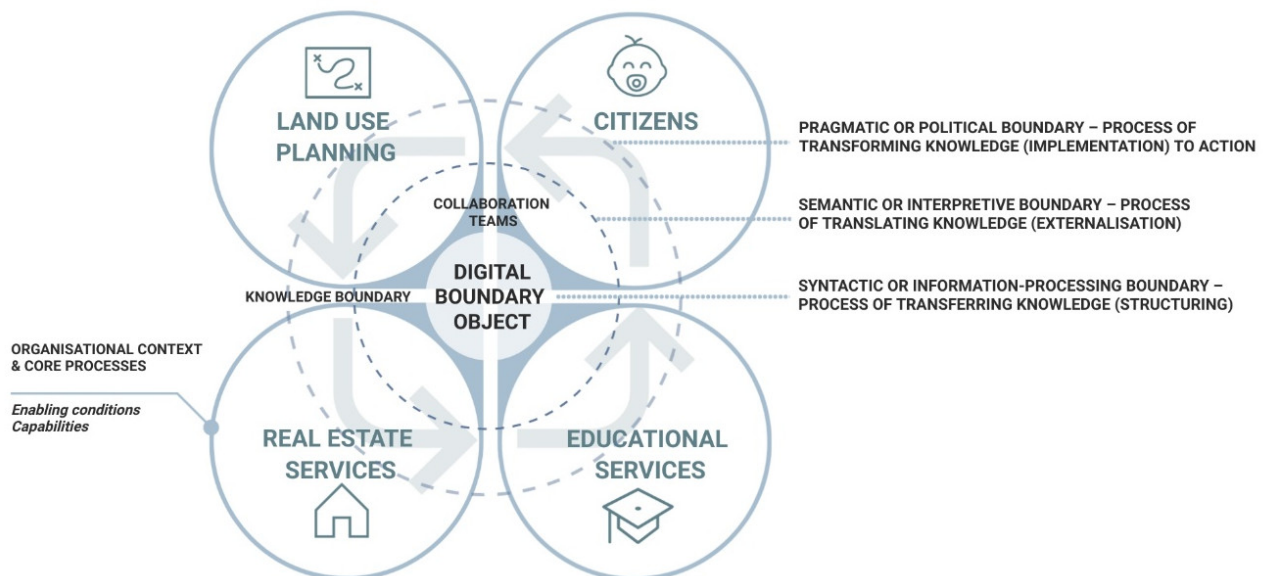 LAND USE
PLANNING
CITIZENS
PRAGMATIC OR POLITICAL BOUNDARY – PROCESS OF
TRANSFORMING KNOWLEDGE (IMPLEMENTATION) TO ACTION
COLLABORATION
TEAMS
SEMANTIC OR INTERPRETIVE BOUNDARY – PROCESS
OF TRANSLATING KNOWLEDGE (EXTERNALISATION)
KNOWLEDGE BOUNDARY
DIGITAL
BOUNDARY
OBJECT
SYNTACTIC OR INFORMATION-PROCESSING BOUNDARY –
PROCESS OF TRANSFERRING KNOWLEDGE (STRUCTURING)
ORGANISATIONAL CONTEXT
& CORE PROCESSES
Enabling conditions
Capabilities
REAL ESTATE
SERVICES
EDUCATIONAL
SERVICES